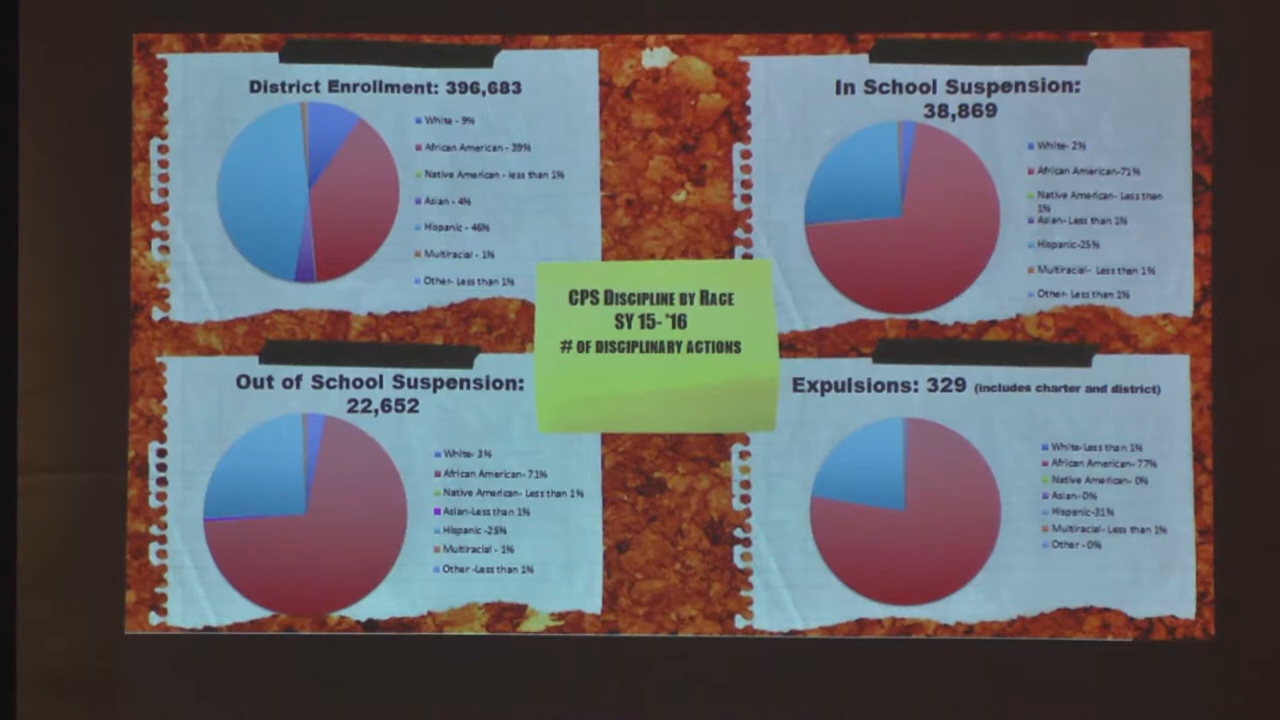 District Enrollment: 396,683
White - 9%
African American - 39%
Native American - less than 1%
Asian - 4%
Hispanic - 46%
Multiracial - 1%
Other- Less than 1%
In School Suspension:
38,869
White- 2%
African American-71%
Native American- Less than
1%
Asian- Less than 1%
Hispanic-25%
Multiracial- Less than 1%
Other- Less than 1%
CPS DISCIPLINE BY RACE
SY 15- '16
# OF DISCIPLINARY ACTIONS
Out of School Suspension:
22,652
White- 3%
African American- 71%
Native American- Less than 1%
Asian-Less than 1%
Hispanic -25%
Multiracial - 1%
Other -Less than 1%
Expulsions: 329 (includes charter and district)
White-Less than 1%
African American- 77%
Native American- 0%
Asian-0%
Hispanic-31%
Multiracial- Less than 1%
Other -0%